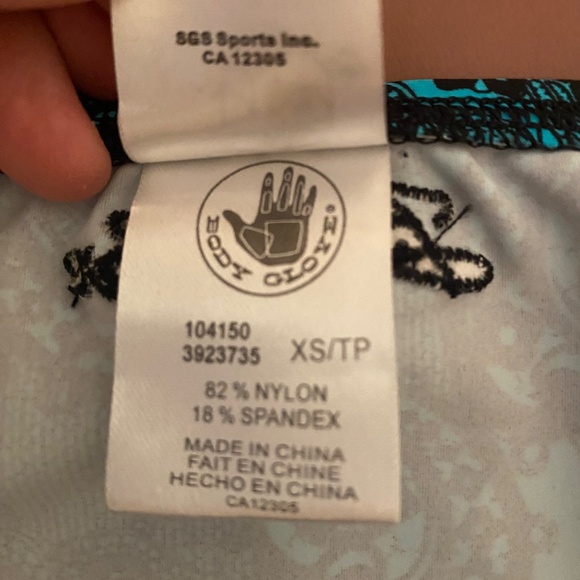 SGS Sports Inc.
CA 12305
BODY GLOVE®
104150
3923735 XS/TP
82 % NYLON
18 % SPANDEX
MADE IN CHINA
FAIT EN CHINE
HECHO EN CHINA
CA12305